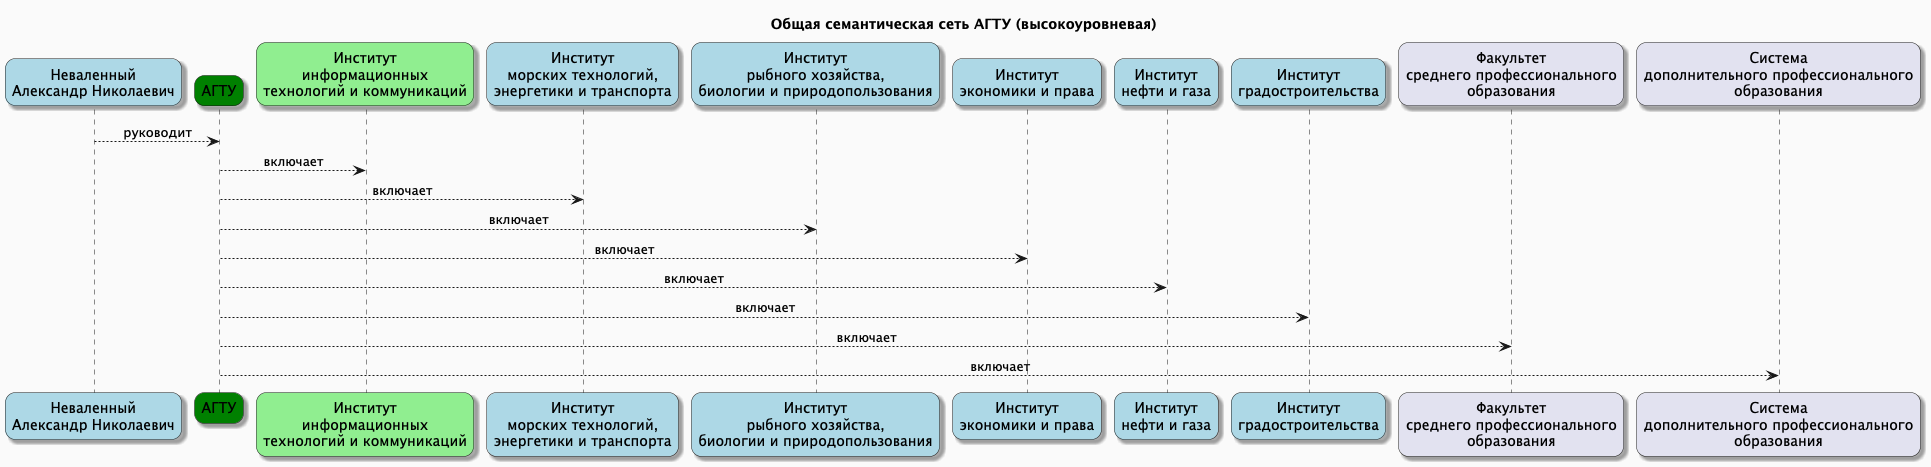 Общая семантическая сеть АГТУ (высокоуровневая)
Неваленный
Александр Николаевич
АГТУ
Институт
информационных
технологий и коммуникаций
Институт
морских технологий,
энергетики и транспорта
Институт
рыбного хозяйства,
биологии и природопользования
Институт
экономики и права
Институт
нефти и газа
Институт
градостроительства
Факультет
среднего профессионального
образования
Система
дополнительного профессионального
образования
руководит
включает
включает
включает
включает
включает
включает
включает
включает
Неваленный
Александр Николаевич
АГТУ
Институт
информационных
технологий и коммуникаций
Институт
морских технологий,
энергетики и транспорта
Институт
рыбного хозяйства,
биологии и природопользования
Институт
экономики и права
Институт
нефти и газа
Институт
градостроительства
Факультет
среднего профессионального
образования
Система
дополнительного профессионального
образования